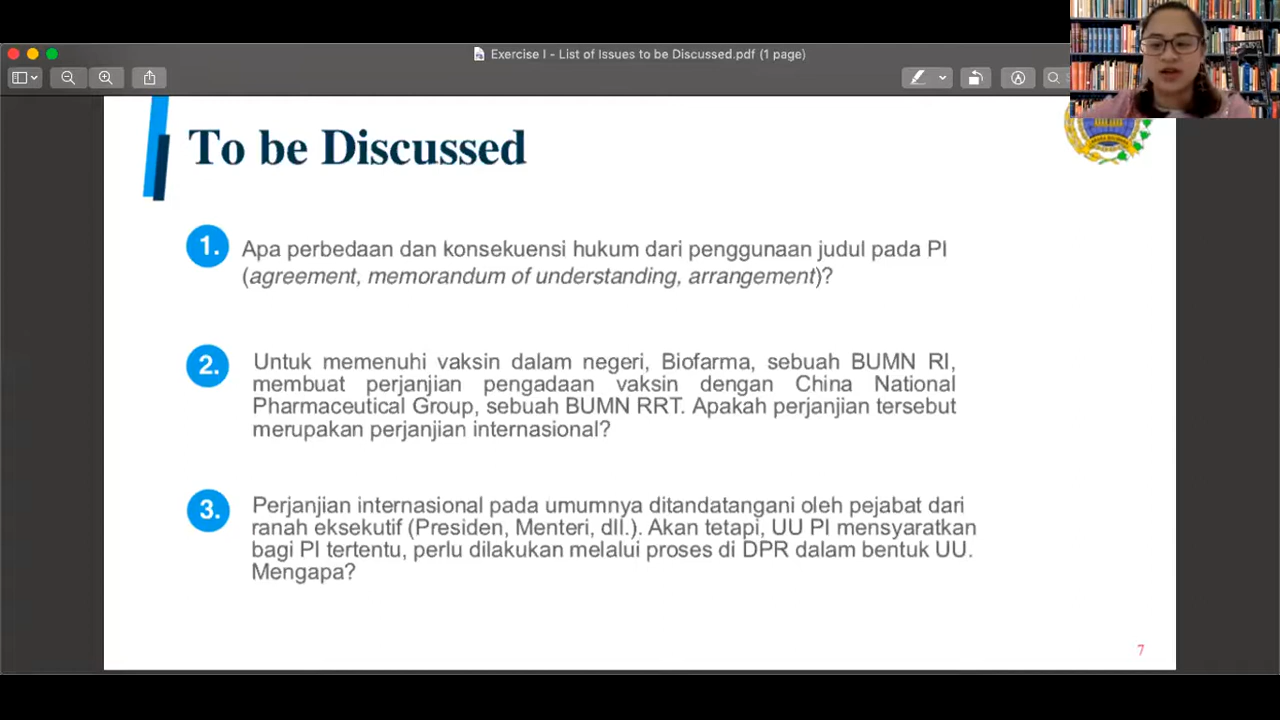 Exercise I - List of Issues to be Discussed.pdf (1 page)
To be Discussed
1.
Apa perbedaan dan konsekuensi hukum dari penggunaan judul pada PI
(agreement, memorandum of understanding, arrangement)?
2.
Untuk memenuhi vaksin dalam negeri, Biofarma, sebuah BUMN RI,
membuat perjanjian pengadaan vaksin dengan China National
Pharmaceutical Group, sebuah BUMN RRT. Apakah perjanjian tersebut
merupakan perjanjian internasional?
3.
Perjanjian internasional pada umumnya ditandatangani oleh pejabat dari
ranah eksekutif (Presiden, Menteri, dll.). Akan tetapi, UU PI mensyaratkan
bagi PI tertentu, perlu dilakukan melalui proses di DPR dalam bentuk UU.
Mengapa?
7